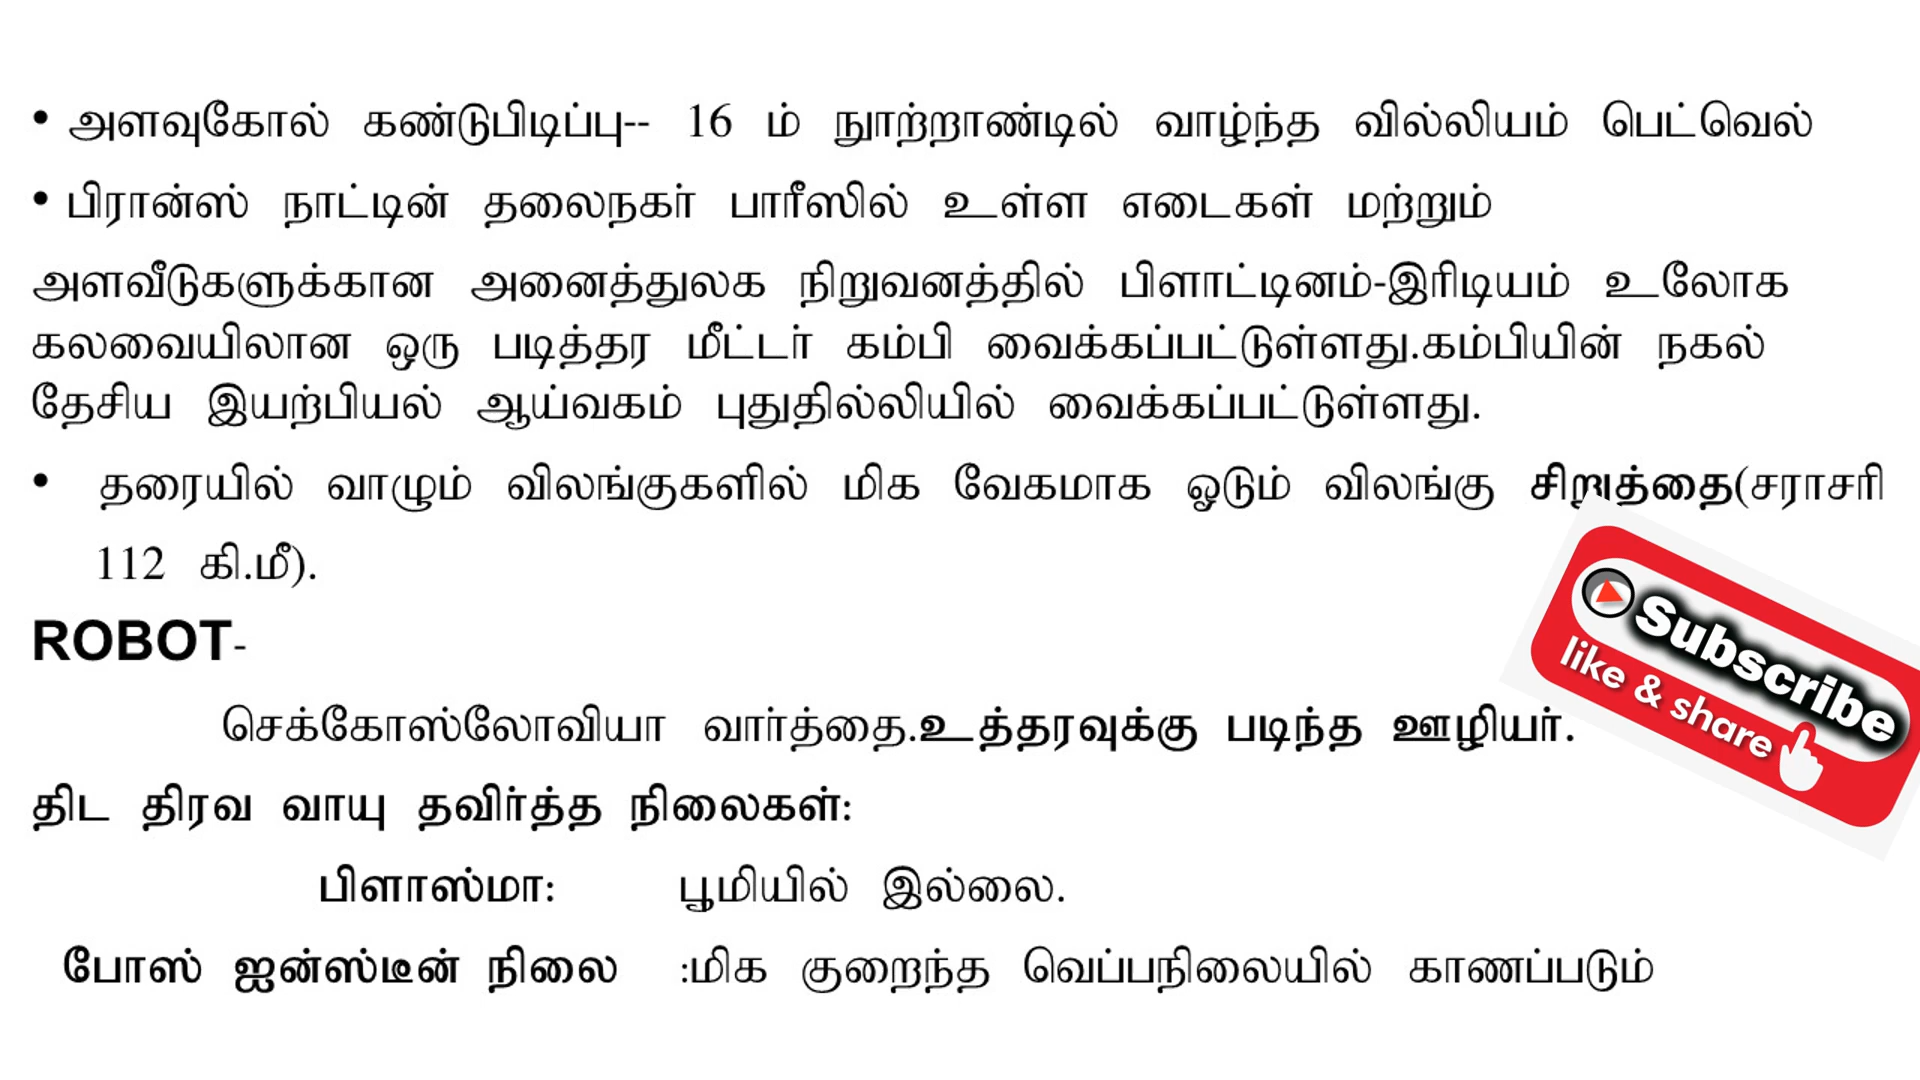 • அளவுகோல் கண்டுபிடிப்பு-- 16 ம் நூற்றாண்டில் வாழ்ந்த வில்லியம் பெட்வெல்
• பிரான்ஸ் நாட்டின் தலைநகர் பாரீஸில் உள்ள எடைகள் மற்றும்
அளவீடுகளுக்கான அனைத்துலக நிறுவனத்தில் பிளாட்டினம்-இரிடியம் உலோக
கலவையிலான ஒரு படித்தர மீட்டர் கம்பி வைக்கப்பட்டுள்ளது.கம்பியின் நகல்
தேசிய இயற்பியல் ஆய்வகம் புதுதில்லியில் வைக்கப்பட்டுள்ளது.
• தரையில் வாழும் விலங்குகளில் மிக வேகமாக ஓடும் விலங்கு சிறுத்தை(சராசரி
112 கி.மீ).
ROBOT-
செக்கோஸ்லோவியா வார்த்தை.உத்தரவுக்கு படிந்த ஊழியர்.
திட திரவ வாயு தவிர்த்த நிலைகள்:
பிளாஸ்மா: பூமியில் இல்லை.
போஸ் ஐன்ஸ்டீன் நிலை :மிக குறைந்த வெப்பநிலையில் காணப்படும்
Subscribe
like & share